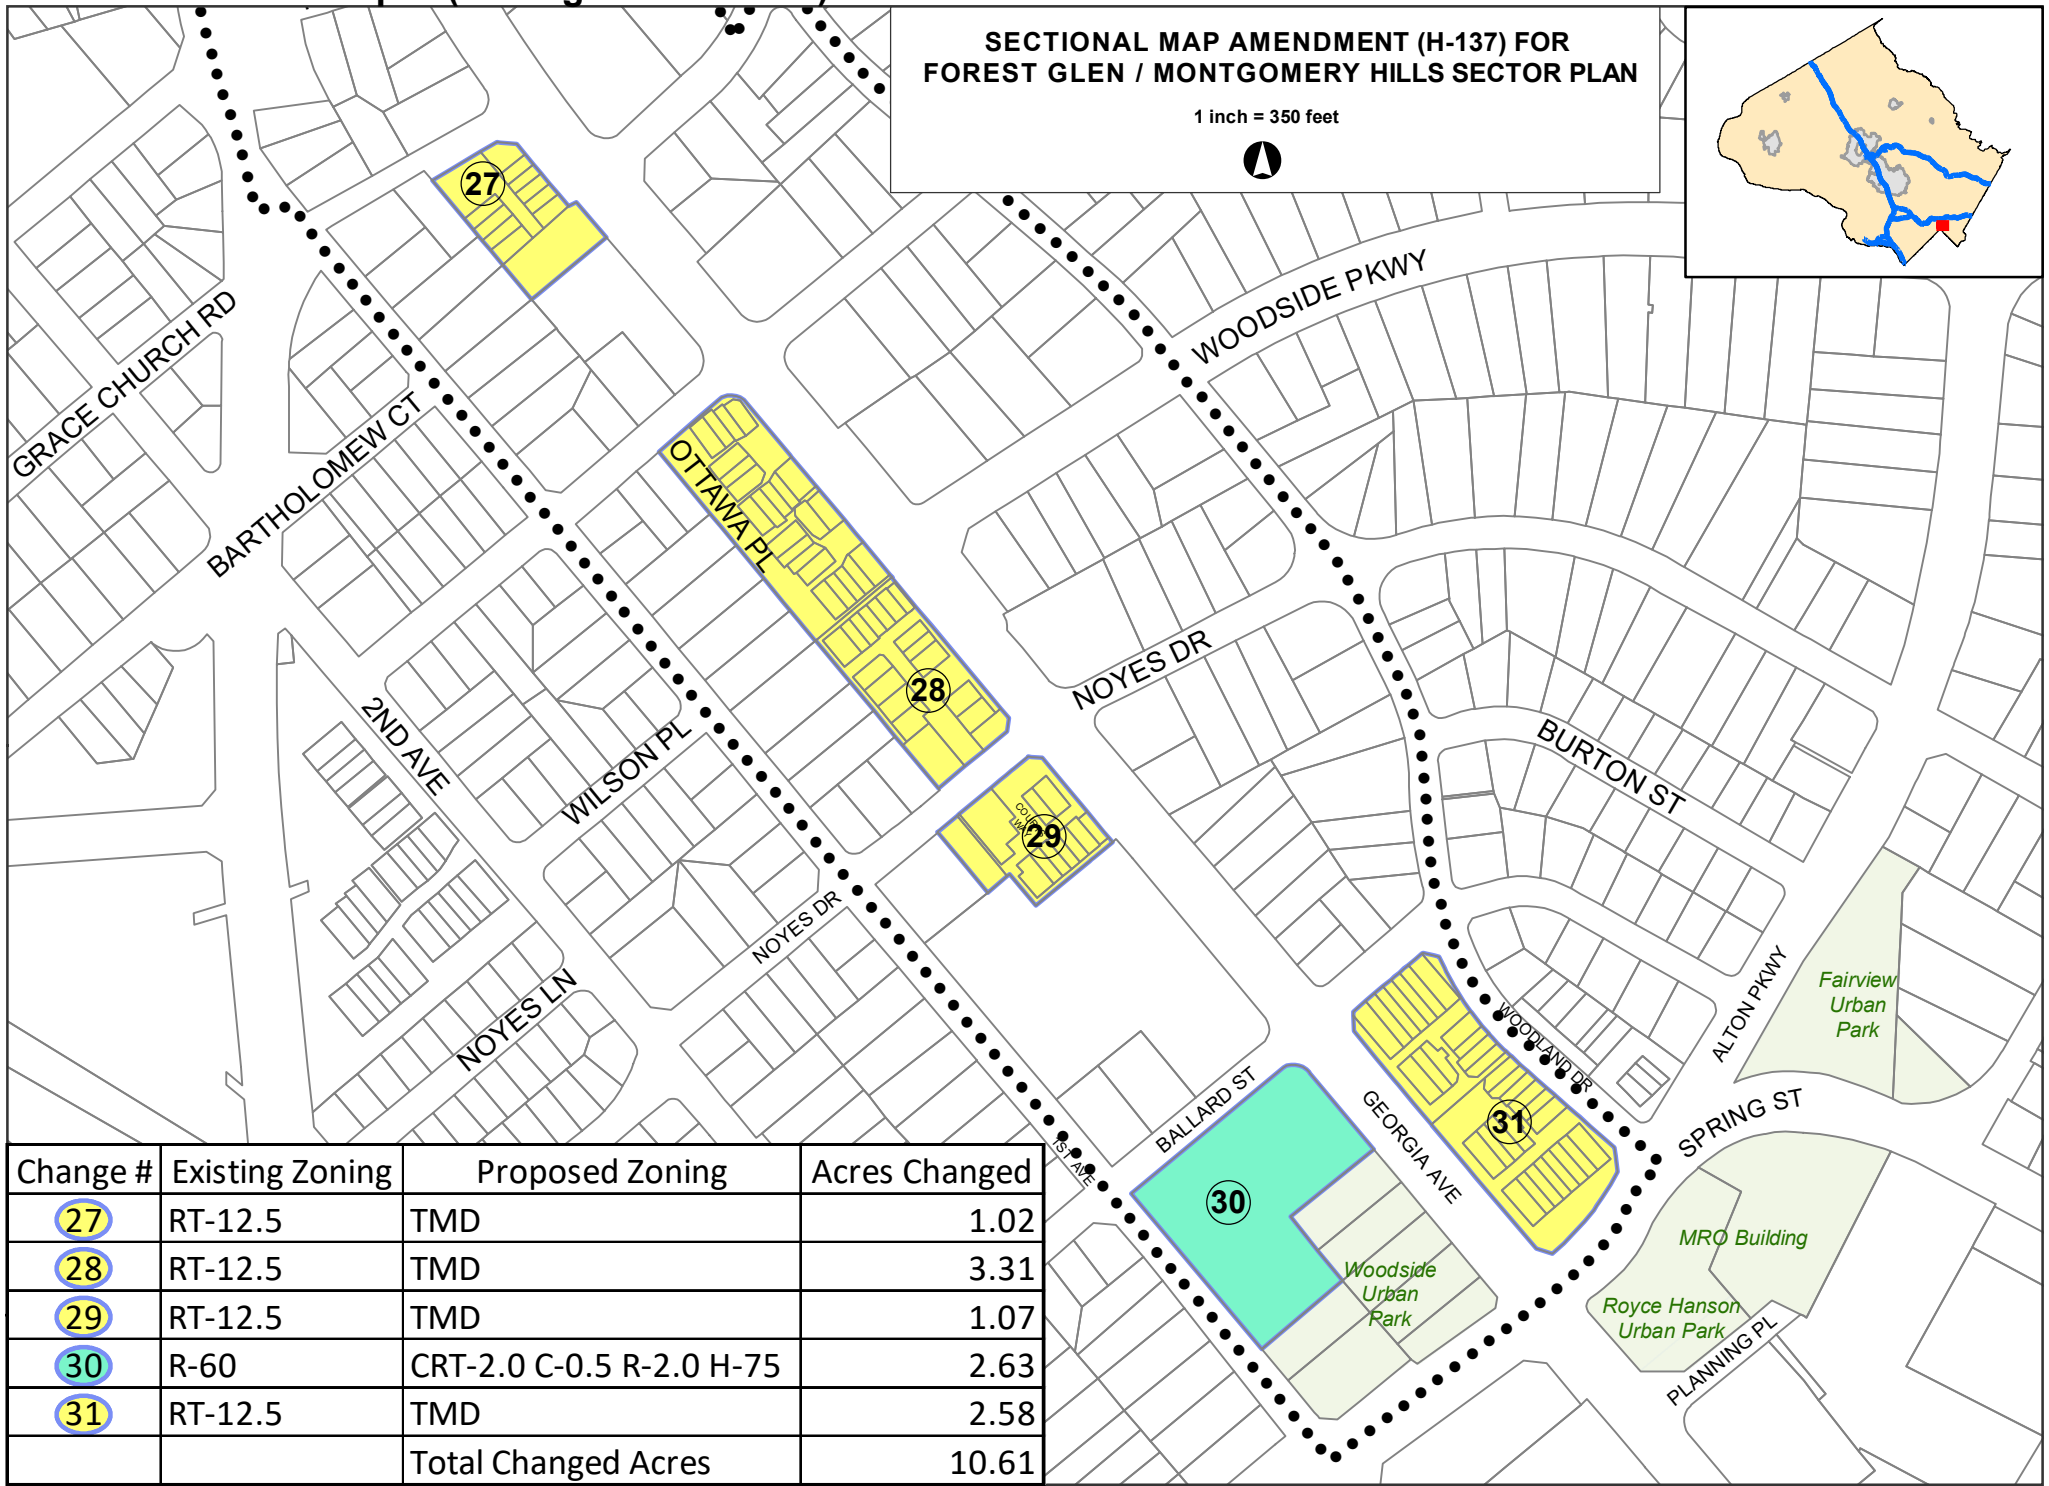 SECTIONAL MAP AMENDMENT (H-137) FOR
FOREST GLEN / MONTGOMERY HILLS SECTOR PLAN
1 inch = 350 feet
27
WOODSIDE PKWY
GRACE CHURCH RD
BARTHOLOMEW CT
OTTAWA PL
28
NOYES DR
2ND AVE
WILSON PL
BURTON ST
29
NOYES DR
NOYES LN
Fairview
Urban
Park
ALTON PKWY
WOODLAND DR
31
SPRING ST
BALLARD ST
GEORGIA AVE
1ST AVE
30
MRO Building
Woodside
Urban
Park
Royce Hanson
Urban Park
PLANNING PL
Change # Existing Zoning Proposed Zoning Acres Changed
27 RT-12.5 TMD 1.02
28 RT-12.5 TMD 3.31
29 RT-12.5 TMD 1.07
30 R-60 CRT-2.0 C-0.5 R-2.0 H-75 2.63
31 RT-12.5 TMD 2.58
Total Changed Acres 10.61